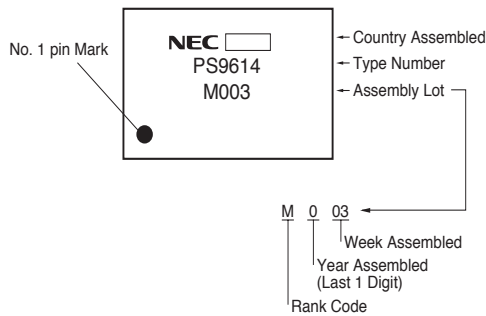 No. 1 pin Mark
NEC
PS9614
M003
Country Assembled
Type Number
Assembly Lot
M 0 03
Week Assembled
Year Assembled
(Last 1 Digit)
Rank Code